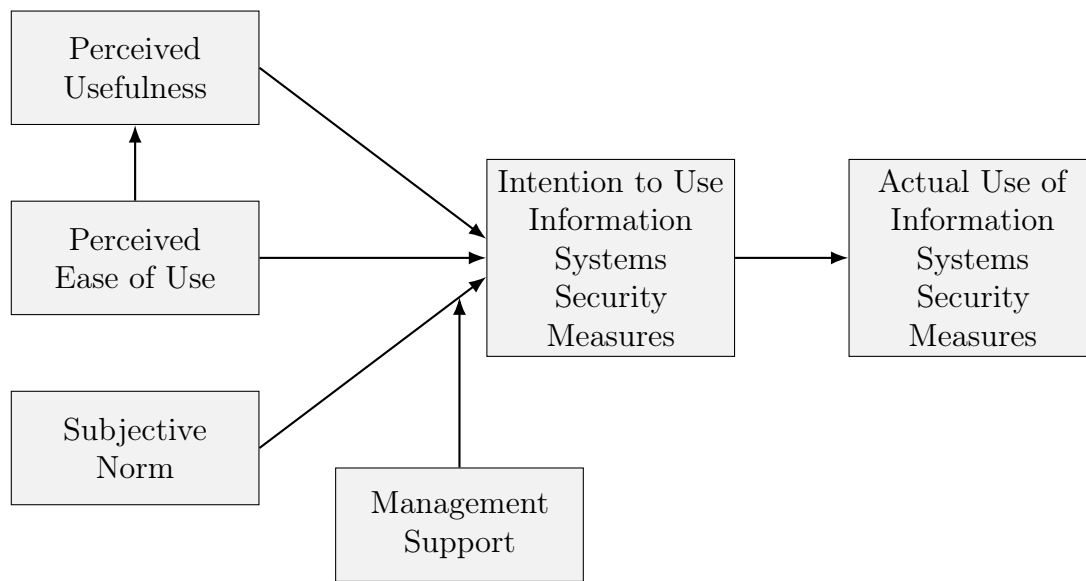 Perceived
Usefulness
Perceived
Ease of Use
Subjective
Norm
Management
Support
Intention to Use
Information
Systems
Security
Measures
Actual Use of
Information
Systems
Security
Measures